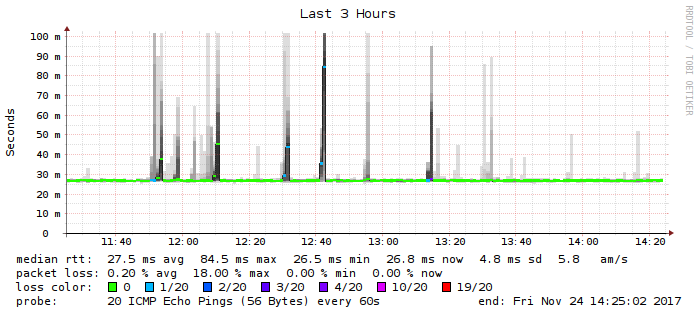 Last 3 Hours
RRDTOOL / TOBI OETIKER
Seconds
100 m
90 m
80 m
70 m
60 m
50 m
40 m
30 m
20 m
10 m
0
11:40 12:00 12:20 12:40 13:00 13:20 13:40 14:00 14:20
median rtt: 27.5 ms avg 84.5 ms max 26.5 ms min 26.8 ms now 4.8 ms sd 5.8 am/s
packet loss: 0.20 % avg 18.00 % max 0.00 % min 0.00 % now
loss color: 0 1/20 2/20 3/20 4/20 10/20 19/20
probe: 20 ICMP Echo Pings (56 Bytes) every 60s end: Fri Nov 24 14:25:02 2017